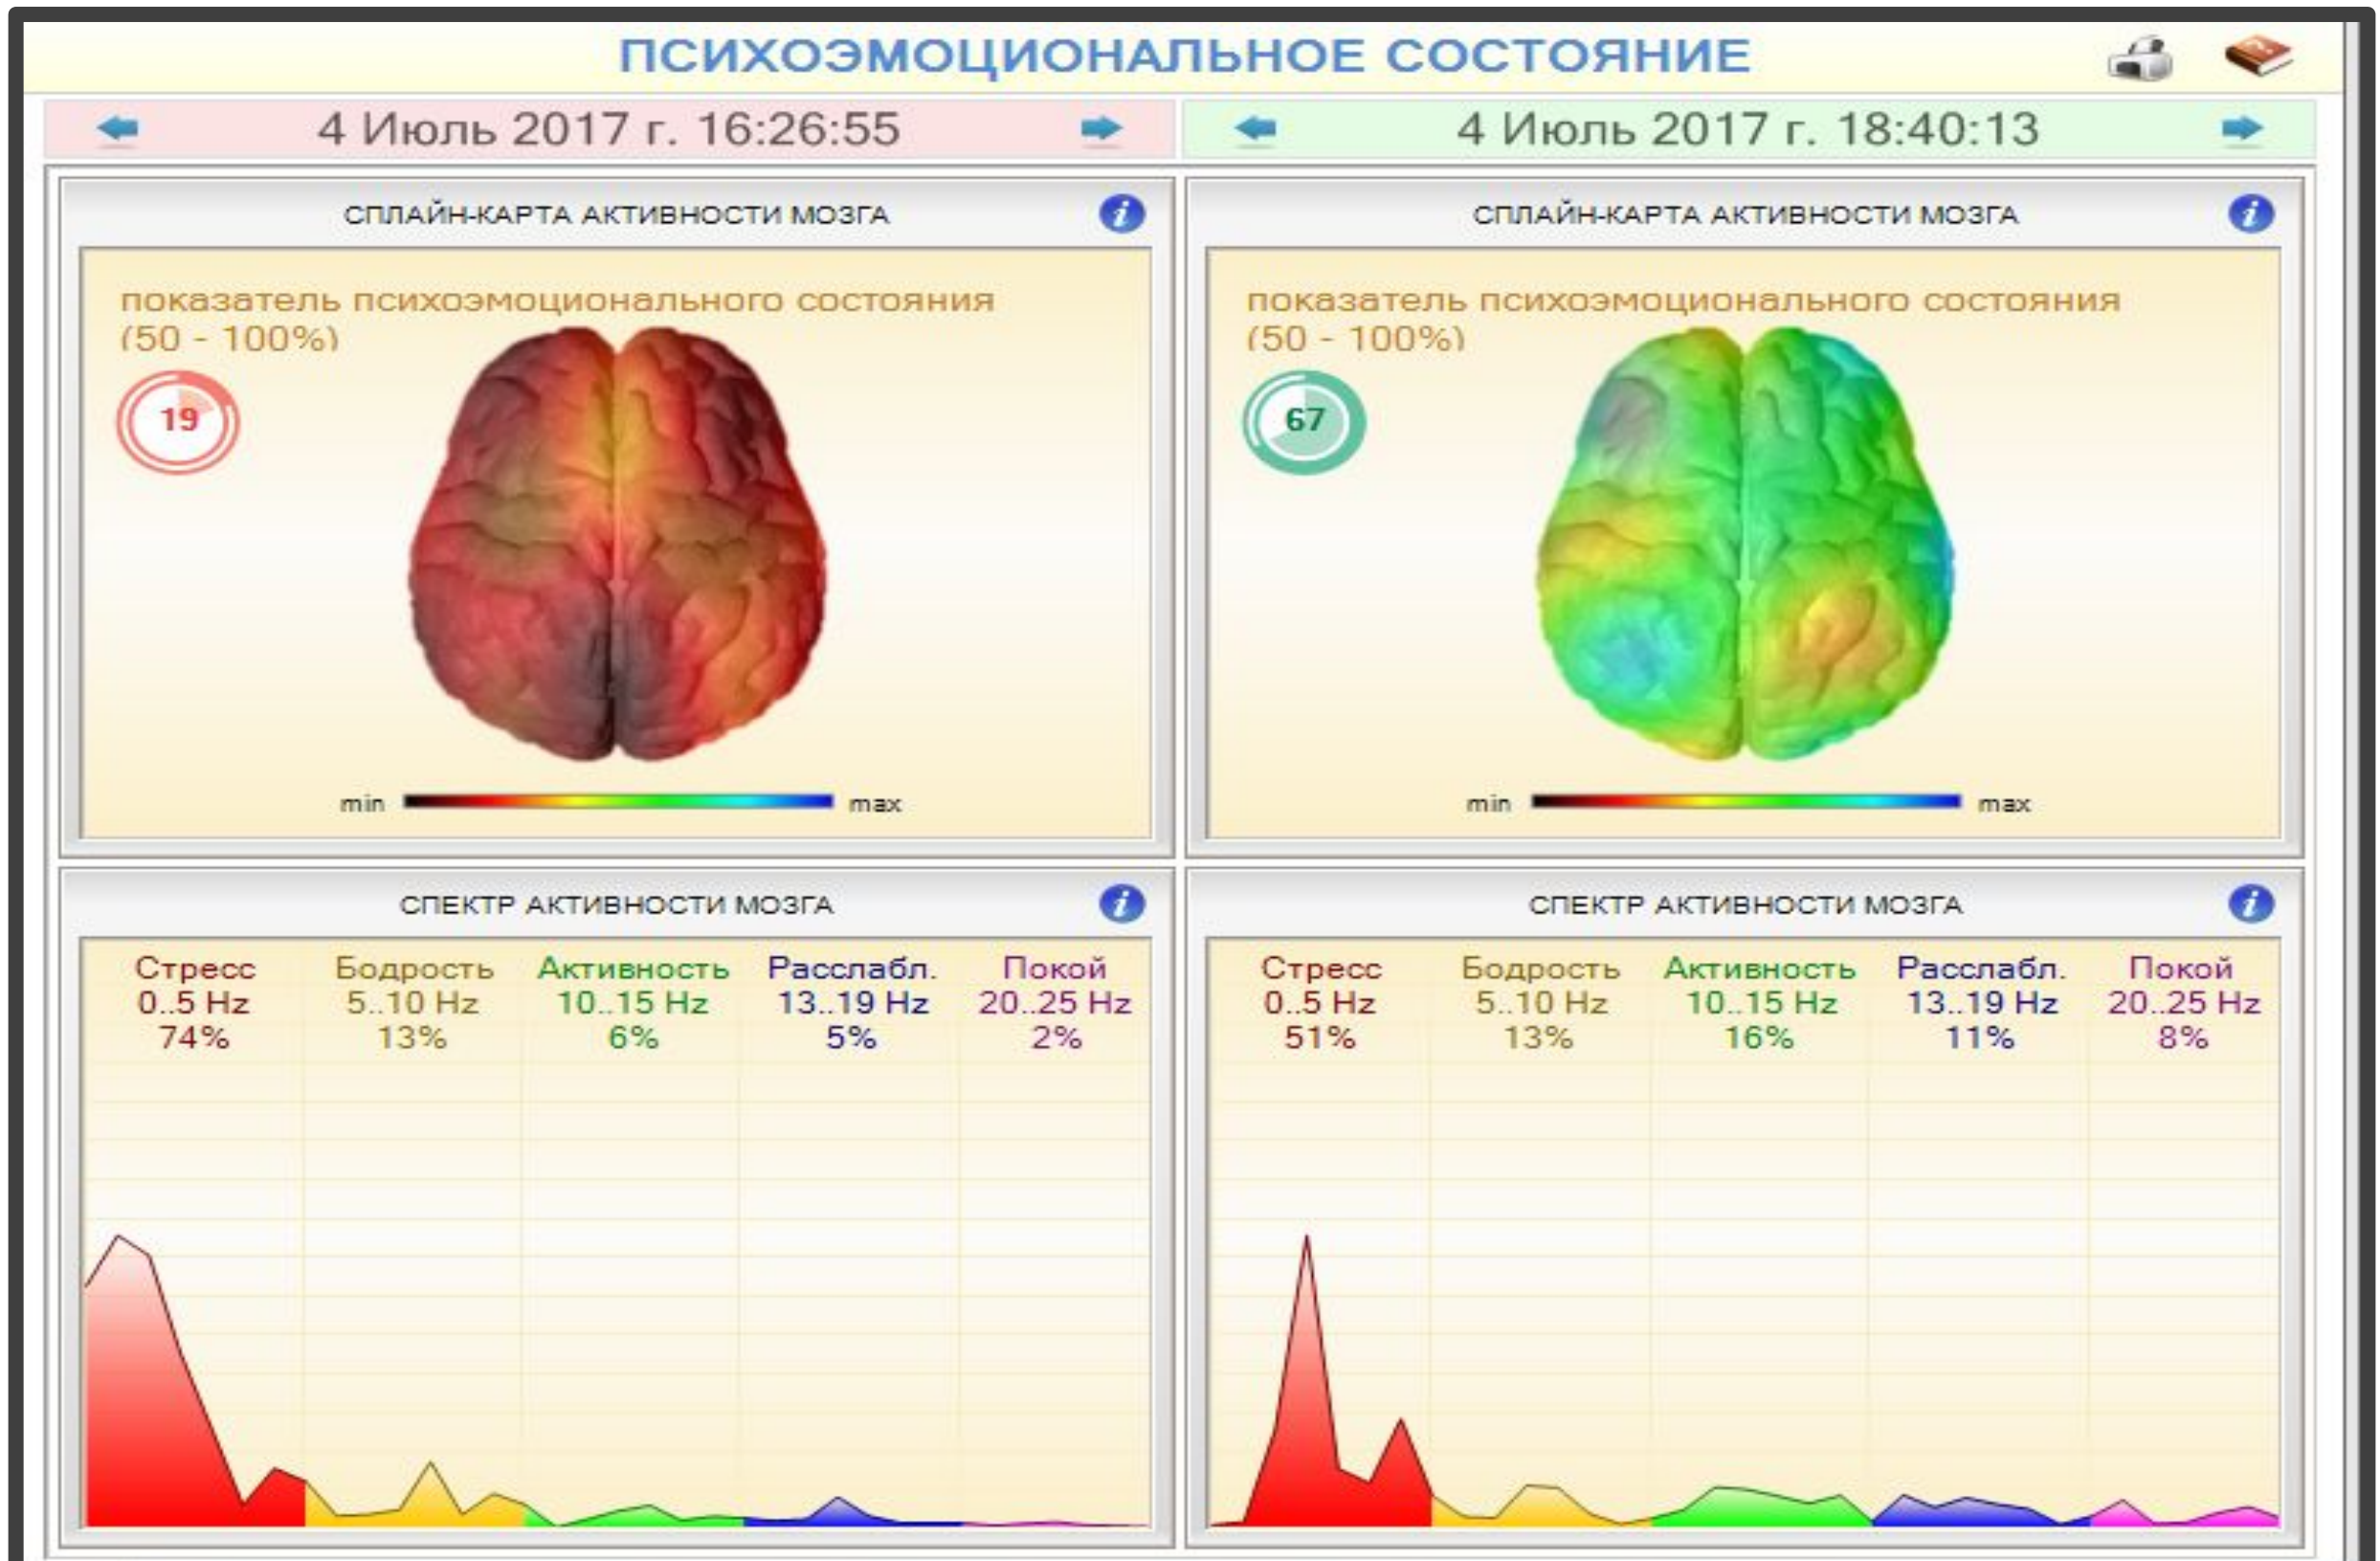 ПСИХОЭМОЦИОНАЛЬНОЕ СОСТОЯНИЕ
4 Июль 2017 г. 16:26:55
СПЛАЙН-КАРТА АКТИВНОСТИ МОЗГА
показатель психоэмоционального состояния
(50 - 100%)
19
min max
СПЕКТР АКТИВНОСТИ МОЗГА
Стресс Бодрость Активность Расслабл. Покой
0..5 Hz 5..10 Hz 10..15 Hz 13..19 Hz 20..25 Hz
74% 13% 6% 5% 2%
4 Июль 2017 г. 18:40:13
СПЛАЙН-КАРТА АКТИВНОСТИ МОЗГА
показатель психоэмоционального состояния
(50 - 100%)
67
min max
СПЕКТР АКТИВНОСТИ МОЗГА
Стресс Бодрость Активность Расслабл. Покой
0..5 Hz 5..10 Hz 10..15 Hz 13..19 Hz 20..25 Hz
51% 13% 16% 11% 8%